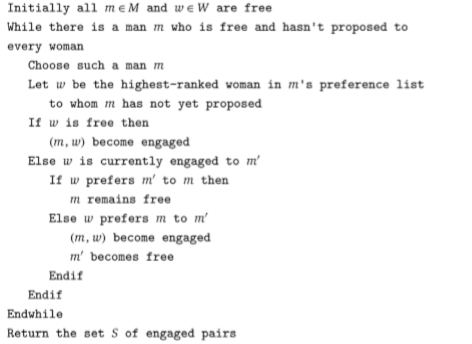 Initially all m ∈ M and w ∈ W are free
While there is a man m who is free and hasn't proposed to
every woman
Choose such a man m
Let w be the highest-ranked woman in m's preference list
to whom m has not yet proposed
If w is free then
(m, w) become engaged
Else w is currently engaged to m′
If w prefers m′ to m then
m remains free
Else w prefers m to m′
(m, w) become engaged
m′ becomes free
Endif
Endif
Endwhile
Return the set S of engaged pairs